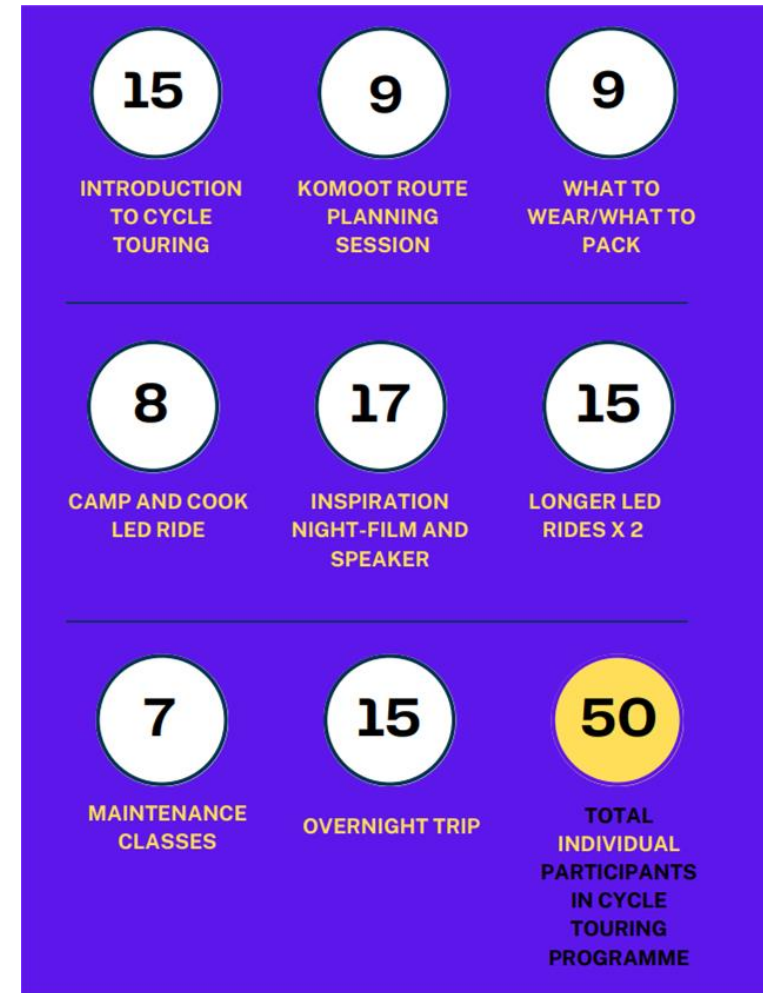 15
INTRODUCTION
TO CYCLE
TOURING
9
KOMOOT ROUTE
PLANNING
SESSION
9
WHAT TO
WEAR/WHAT TO
PACK
8
CAMP AND COOK
LED RIDE
17
INSPIRATION
NIGHT-FILM AND
SPEAKER
15
LONGER LED
RIDES X 2
7
MAINTENANCE
CLASSES
15
OVERNIGHT TRIP
50
TOTAL
INDIVIDUAL
PARTICIPANTS
IN CYCLE
TOURING
PROGRAMME